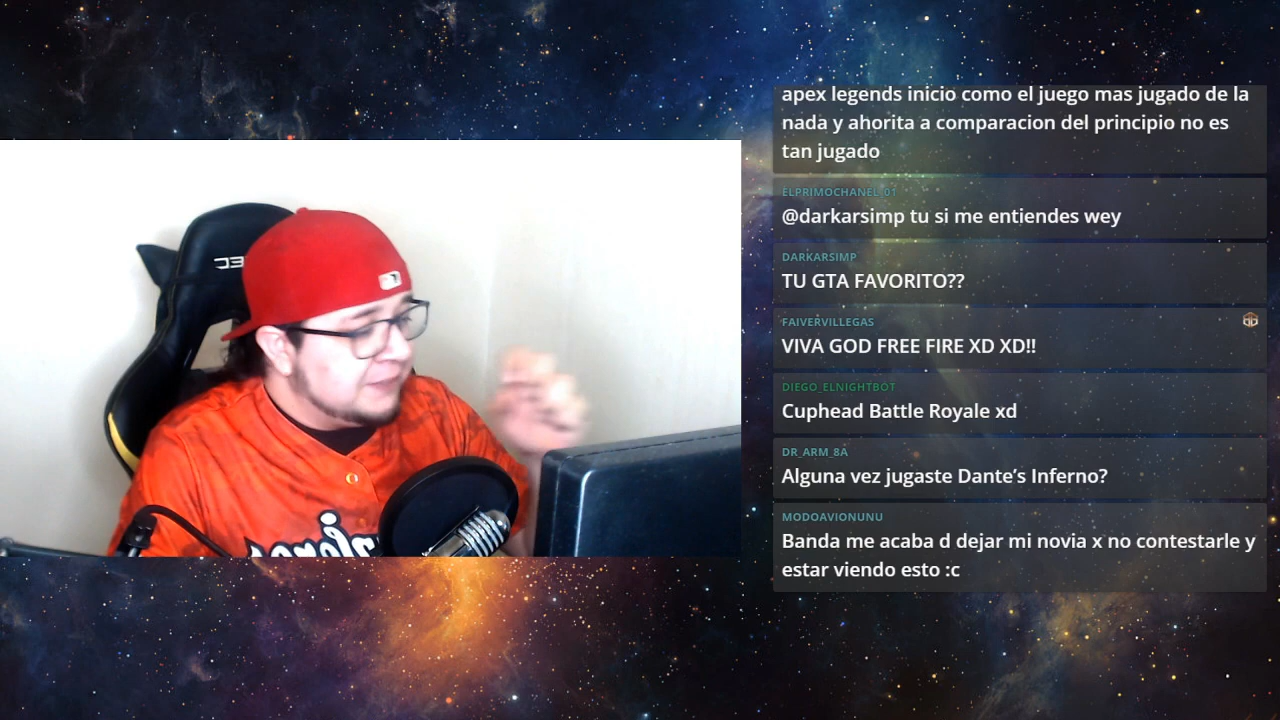 apex legends inicio como el juego mas jugado de la
nada y ahorita a comparacion del principio no es
tan jugado
ELPRIMOCHANEL_01
@darkarsimp tu si me entiendes wey
DARKARSIMP
TU GTA FAVORITO??
FAIVERVILLEGAS
VIVA GOD FREE FIRE XD XD!!
DIEGO_ELNIGHTBOT
Cuphead Battle Royale xd
DR_ARM_8A
Alguna vez jugaste Dante’s Inferno?
MODOAVIONUNU
Banda me acaba d dejar mi novia x no contestarle y
estar viendo esto :c